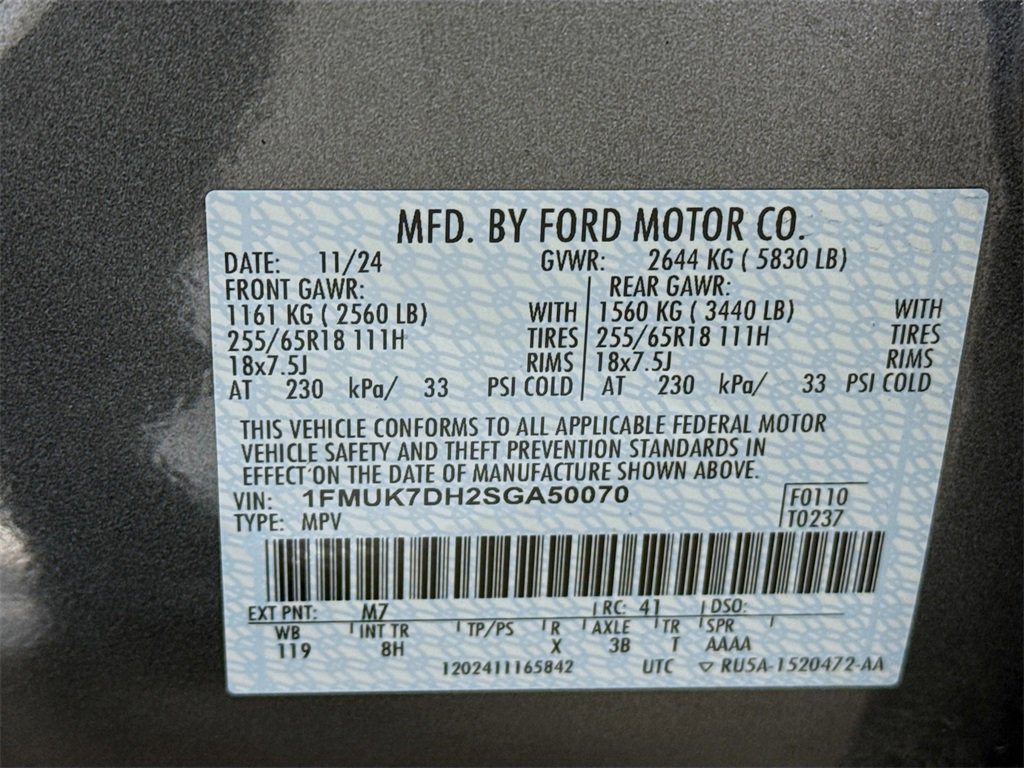 MFD. BY FORD MOTOR CO.
DATE: 11/24 GVWR: 2644 KG ( 5830 LB)
FRONT GAWR: REAR GAWR:
1161 KG ( 2560 LB) WITH 1560 KG ( 3440 LB) WITH
255/65R18 111H TIRES 255/65R18 111H TIRES
18x7.5J RIMS 18x7.5J RIMS
AT 230 kPa/ 33 PSI COLD AT 230 kPa/ 33 PSI COLD
THIS VEHICLE CONFORMS TO ALL APPLICABLE FEDERAL MOTOR
VEHICLE SAFETY AND THEFT PREVENTION STANDARDS IN
EFFECT ON THE DATE OF MANUFACTURE SHOWN ABOVE.
VIN: 1FMUK7DH2SGA50070 F0110
TYPE: MPV T0237
EXT PNT: M7 RC: 41 DSO:
WB INT TR TP/PS R AXLE TR SPR
119 8H X 3B T AAAA
1202411165842 UTC ▽ RU5A-1520472-AA